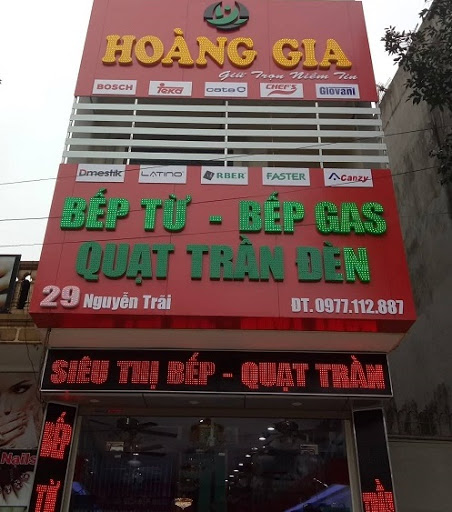 HOÀNG GIA
Giữ Trọn Niềm Tin
BOSCH Teka cata CHEF'S Giovani
Dmestik LATINO RBER FASTER Canzy
BẾP TỪ - BẾP GAS
QUẠT TRẦN ĐÈN
29 Nguyễn Trãi ĐT. 0977.112.887
SIÊU THỊ BẾP - QUẠT TRẦN
BẾP TỪ
TRẦN
Nails